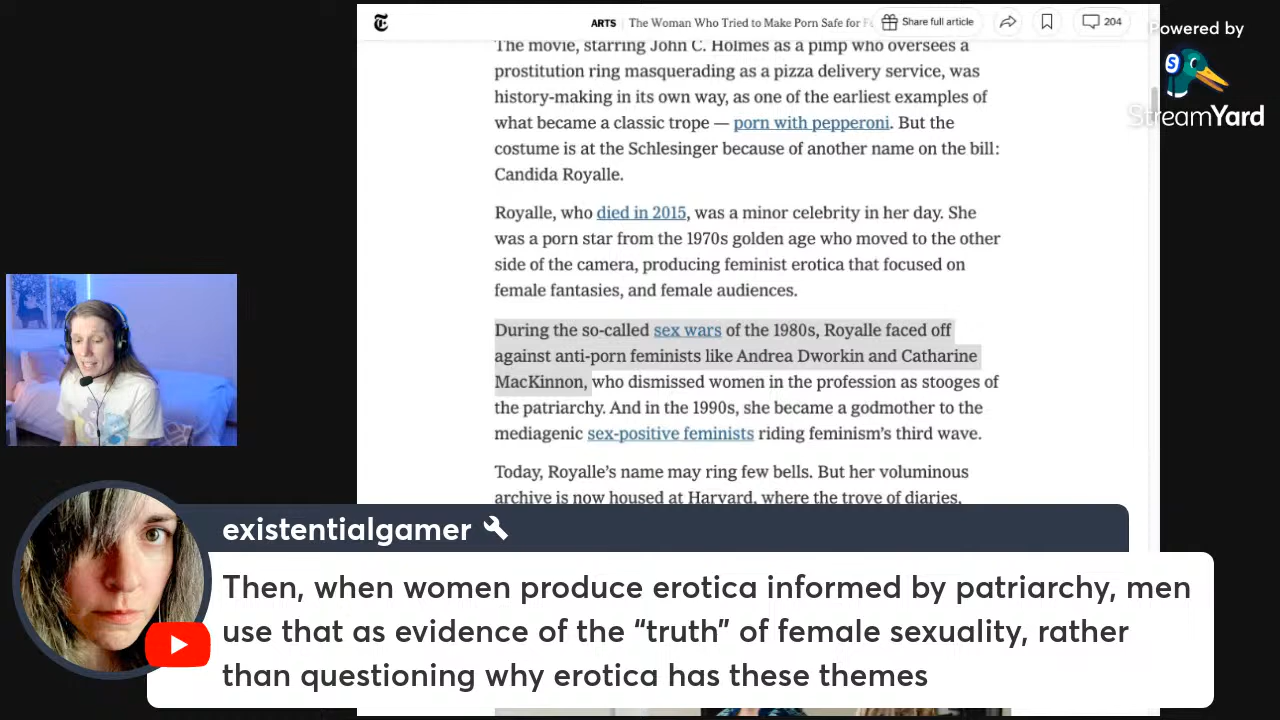 ARTS The Woman Who Tried to Make Porn Safe for
Share full article
204
Powered by
StreamYard
The movie, starring John C. Holmes as a pimp who oversees a
prostitution ring masquerading as a pizza delivery service, was
history-making in its own way, as one of the earliest examples of
what became a classic trope — porn with pepperoni. But the
costume is at the Schlesinger because of another name on the bill:
Candida Royalle.
Royalle, who died in 2015, was a minor celebrity in her day. She
was a porn star from the 1970s golden age who moved to the other
side of the camera, producing feminist erotica that focused on
female fantasies, and female audiences.
During the so-called sex wars of the 1980s, Royalle faced off
against anti-porn feminists like Andrea Dworkin and Catharine
MacKinnon, who dismissed women in the profession as stooges of
the patriarchy. And in the 1990s, she became a godmother to the
mediagenic sex-positive feminists riding feminism’s third wave.
Today, Royalle’s name may ring few bells. But her voluminous
archive is now housed at Harvard, where the trove of diaries,
existentialgamer
Then, when women produce erotica informed by patriarchy, men
use that as evidence of the “truth” of female sexuality, rather
than questioning why erotica has these themes